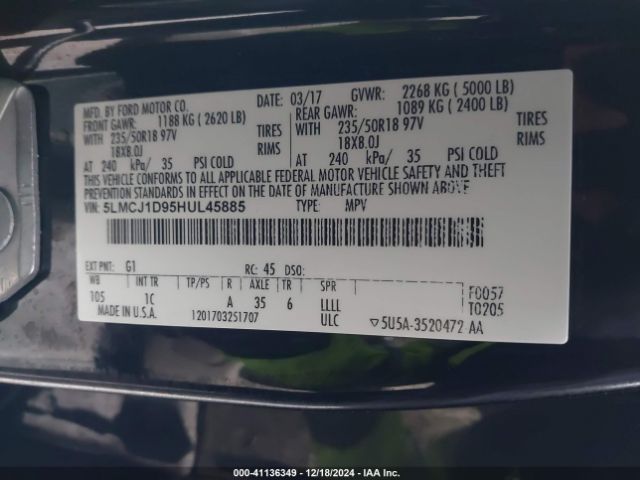 MFD. BY FORD MOTOR CO.
DATE: 03/17 GVWR: 2268 KG ( 5000 LB)
FRONT GAWR: 1188 KG ( 2620 LB)
REAR GAWR: 1089 KG ( 2400 LB)
WITH 235/50R18 97V TIRES
WITH 235/50R18 97V TIRES
18X8.0J RIMS
18X8.0J RIMS
AT 240 kPa/ 35 PSI COLD
AT 240 kPa/ 35 PSI COLD
THIS VEHICLE CONFORMS TO ALL APPLICABLE FEDERAL MOTOR VEHICLE SAFETY AND THEFT
PREVENTION STANDARDS IN EFFECT ON THE DATE OF MANUFACTURE SHOWN ABOVE.
VIN: 5LMCJ1D95HUL45885 TYPE: MPV
EXT PNT: G1 RC: 45 DSO:
WB INT TR TP/PS R AXLE TR SPR
105 1C A 35 6 LLLL
F0057
T0205
MADE IN U.S.A. 1201703251707 ULC ▽5U5A-3520472 AA
000-41136349 — 12/18/2024 — IAA Inc.